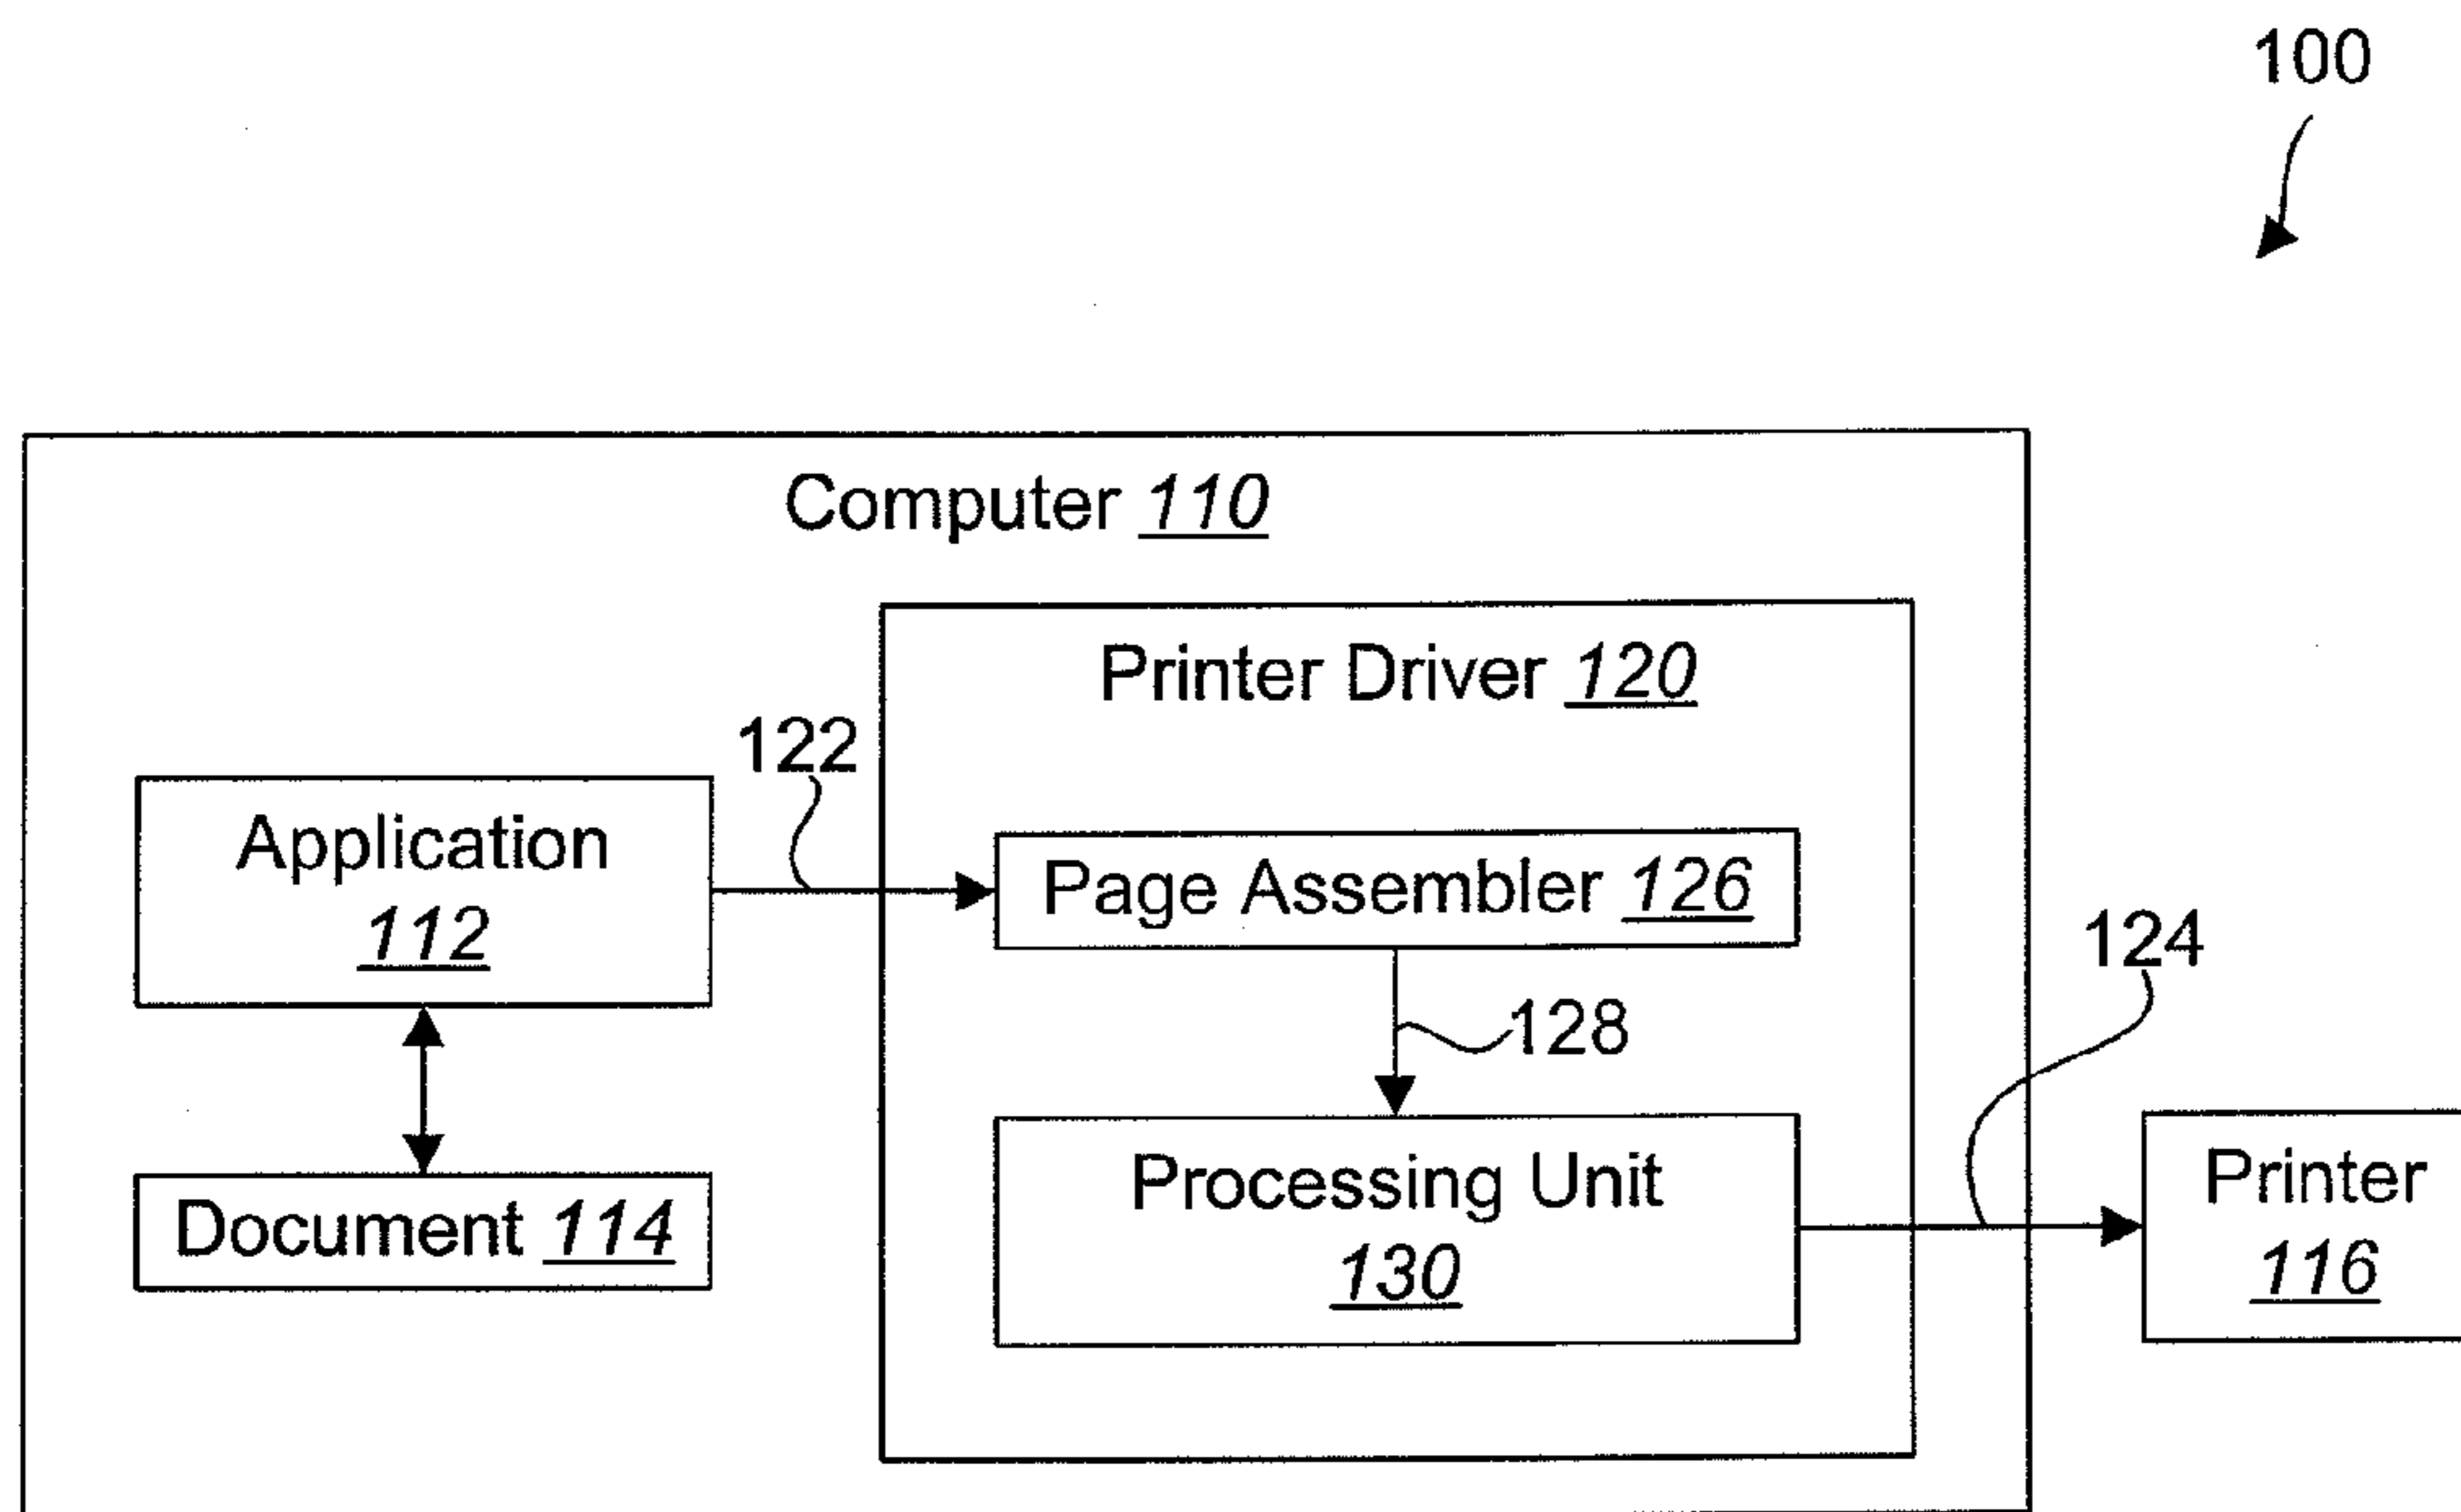 100
Computer 110
Printer Driver 120
122
Application
112
Page Assembler 126
124
128
Processing Unit
130
Printer
116
Document 114